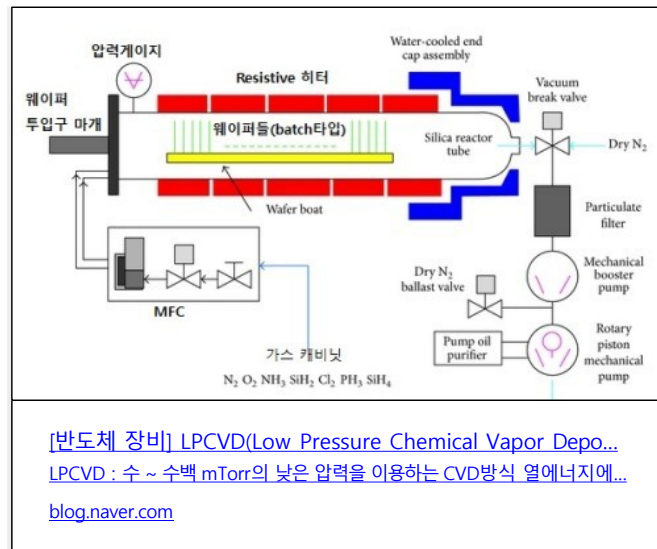 압력게이지
웨이퍼
투입구 마개
Resistive 히터
Water-cooled end
cap assembly
Vacuum
break valve
웨이퍼들(batch타입)
Silica reactor
tube
Dry N₂
Wafer boat
Particulate
filter
MFC
Dry N₂
ballast valve
Mechanical
booster
pump
Pump oil
purifier
Rotary
piston
mechanical
pump
가스 캐비닛
N₂ O₂ NH₃ SiH₂ Cl₂ PH₃ SiH₄
[반도체 장비] LPCVD(Low Pressure Chemical Vapor Depo...
LPCVD : 수 ~ 수백 mTorr의 낮은 압력을 이용하는 CVD방식 열에너지에...
blog.naver.com